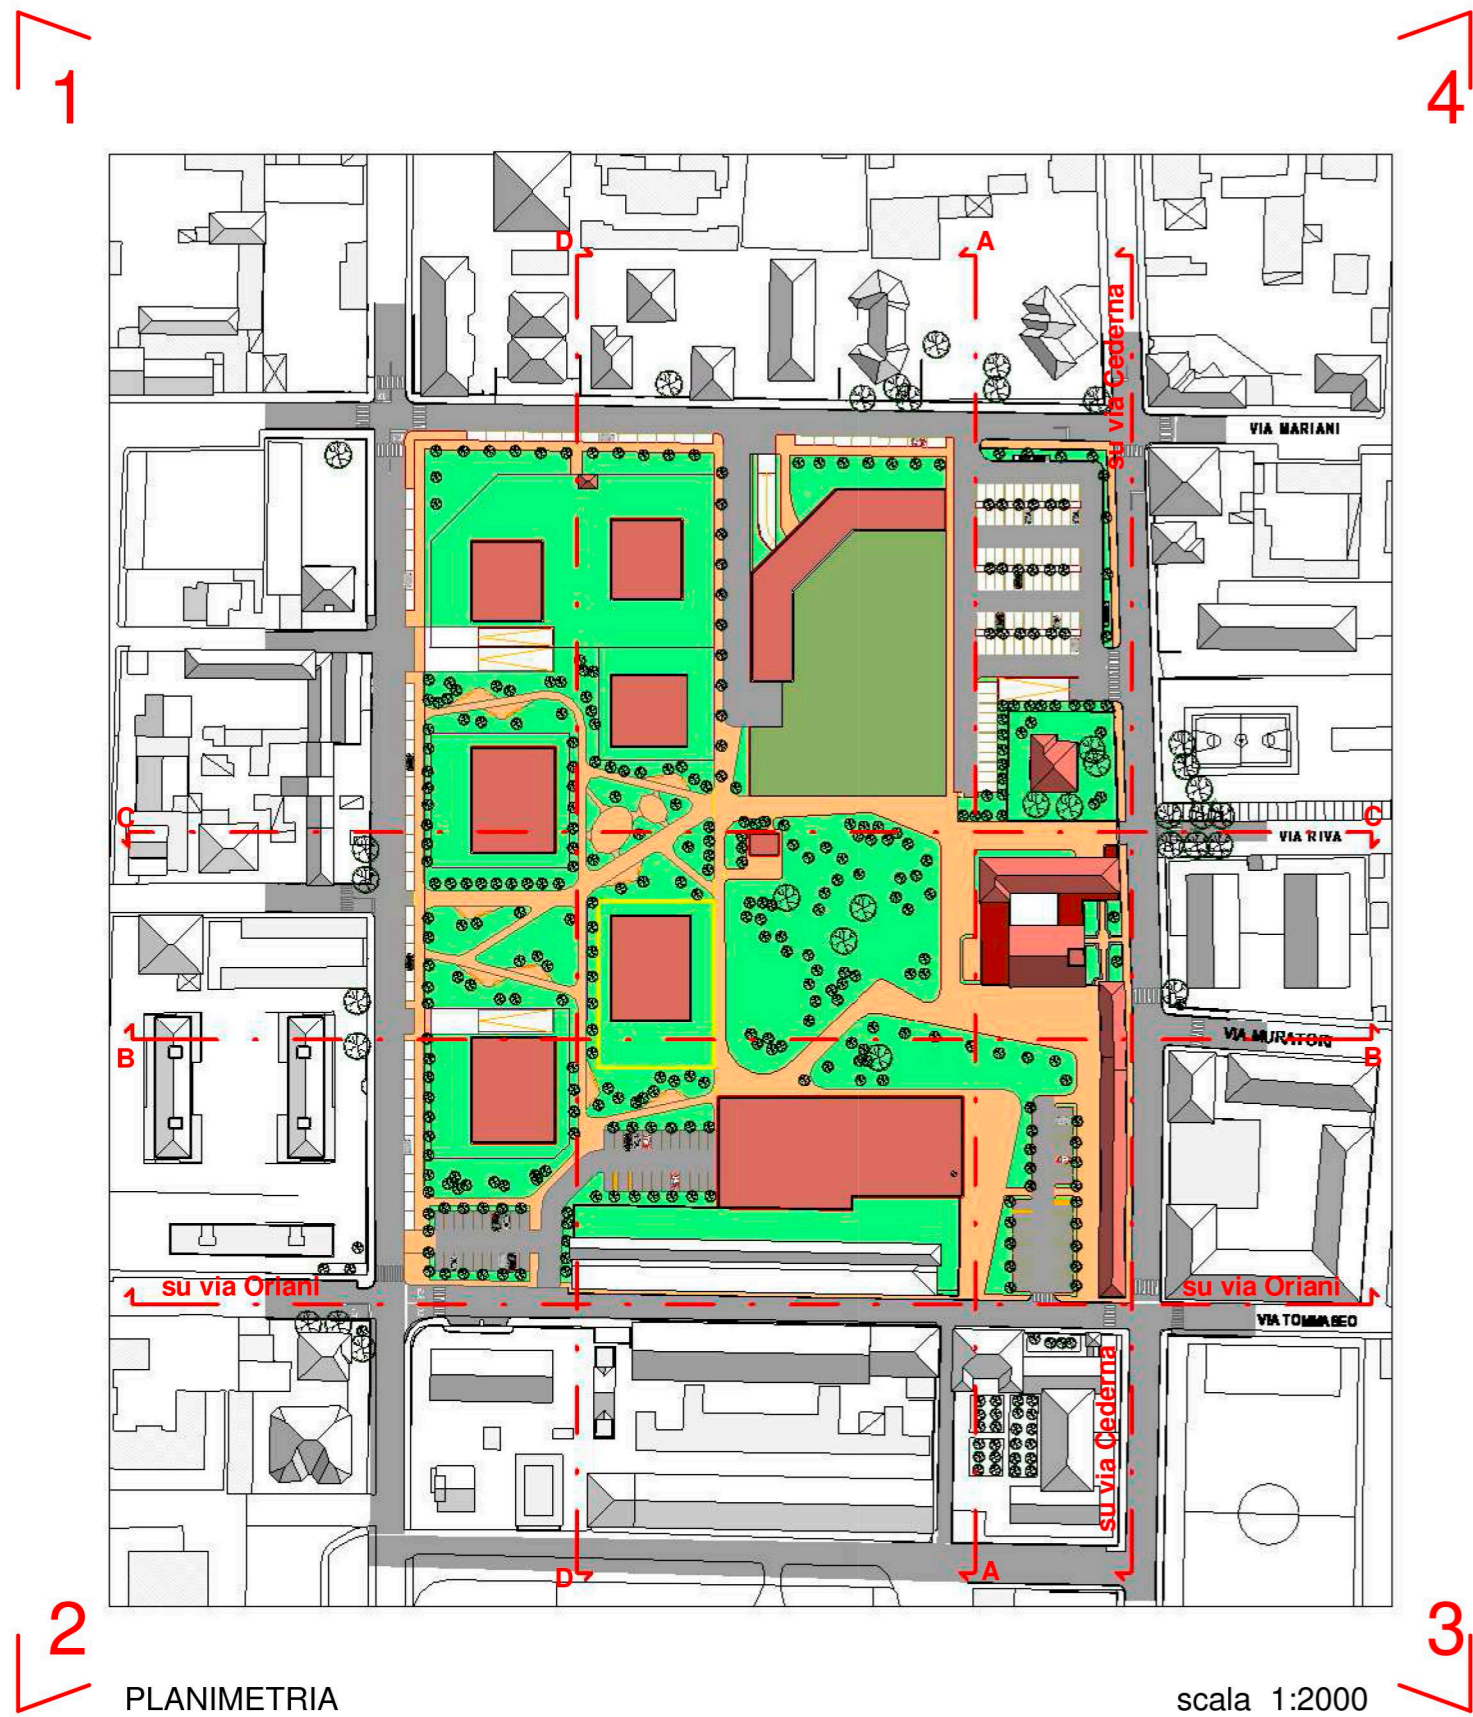 1
4
D
A
su via Cederna
VIA MARIANI
C
C
VIA RIVA
B
VIA MURATORI
B
su via Oriani
su via Oriani
VIA TOMMASEO
su via Cederna
D
A
2
3
PLANIMETRIA
scala 1:2000